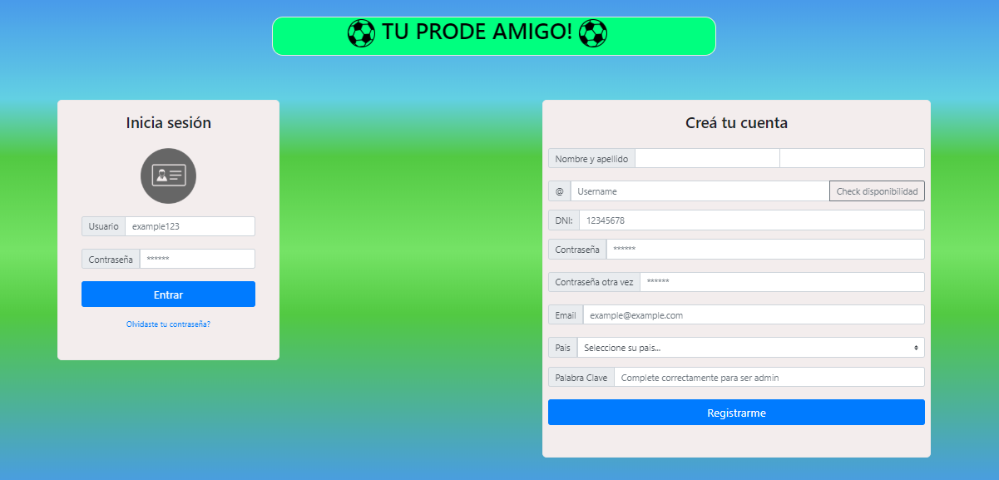 TU PRODE AMIGO!
Inicia sesión
Usuario example123
Contraseña ******
Entrar
Olvidaste tu contraseña?
Creá tu cuenta
Nombre y apellido
@ Username Check disponibilidad
DNI: 12345678
Contraseña ******
Contraseña otra vez ******
Email example@example.com
Pais Seleccione su pais...
Palabra Clave Complete correctamente para ser admin
Registrarme